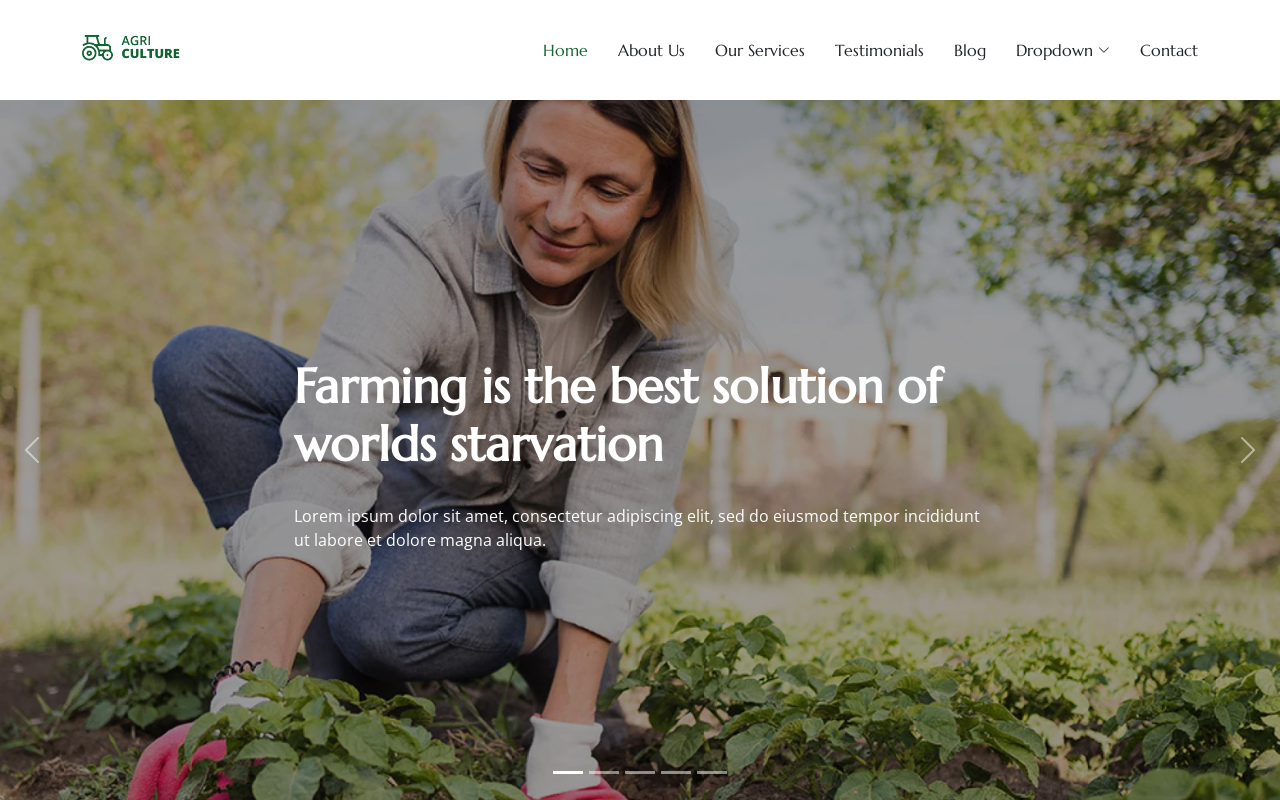 AGRI
CULTURE
Home About Us Our Services Testimonials Blog Dropdown Contact
Farming is the best solution of
worlds starvation
Lorem ipsum dolor sit amet, consectetur adipiscing elit, sed do eiusmod tempor incididunt
ut labore et dolore magna aliqua.